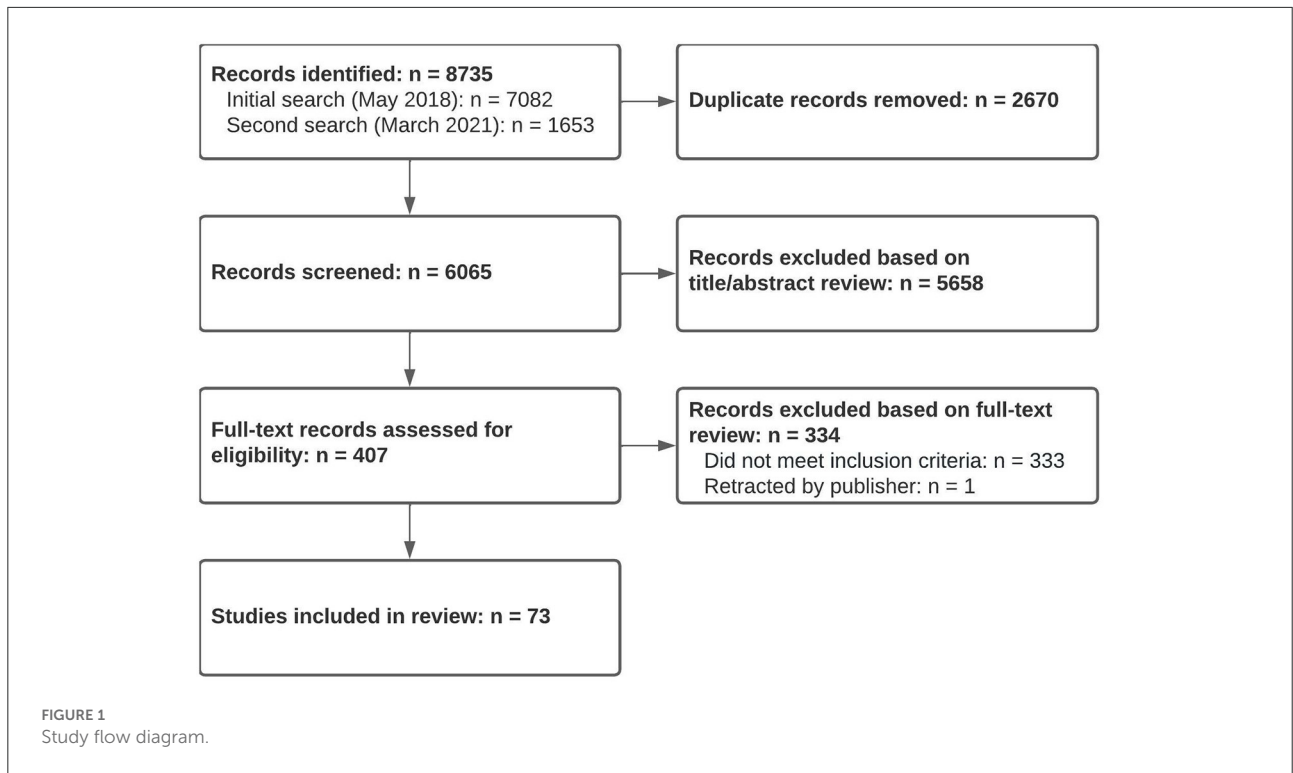 Records identified: n = 8735
Initial search (May 2018): n = 7082
Second search (March 2021): n = 1653
Duplicate records removed: n = 2670
Records screened: n = 6065
Records excluded based on
title/abstract review: n = 5658
Full-text records assessed for
eligibility: n = 407
Records excluded based on full-text
review: n = 334
Did not meet inclusion criteria: n = 333
Retracted by publisher: n = 1
Studies included in review: n = 73
FIGURE 1
Study flow diagram.